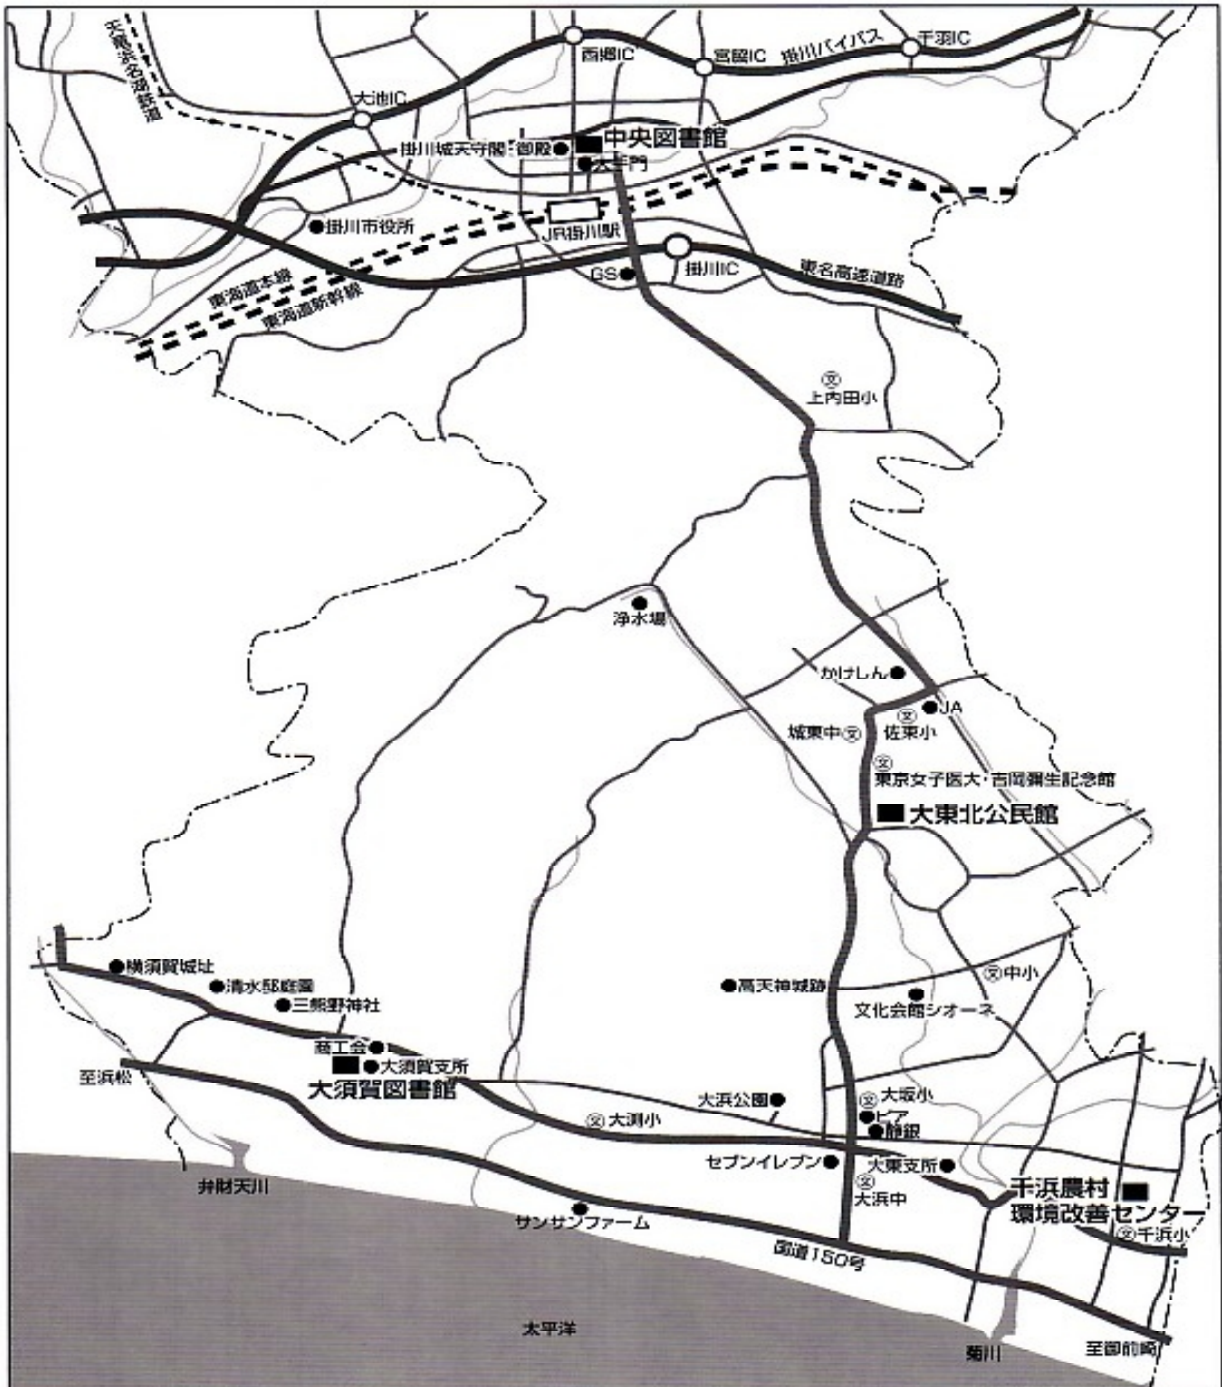 天竜浜名湖鉄道
西郷IC
宮脇IC
掛川バイパス
千羽IC
大池IC
掛川城天守閣・御殿
中央図書館
大手門
掛川市役所
JR掛川駅
GS
掛川IC
東名高速道路
東海道本線
東海道新幹線
文
上内田小
浄水場
かけしん
JA
城東中
文
文
佐東小
文
東京女子医大・吉岡彌生記念館
大東北公民館
横須賀城址
清水邸庭園
三熊野神社
高天神城跡
文
中小
文化会館シオーネ
商工会
大須賀支所
大須賀図書館
至浜松
大浜公園
文
大坂小
ピア
静銀
文
大渕小
セブンイレブン
大東支所
文
大浜中
千浜農村
環境改善センター
文
千浜小
弁財天川
サンサンファーム
国道150号
太平洋
菊川
至御前崎